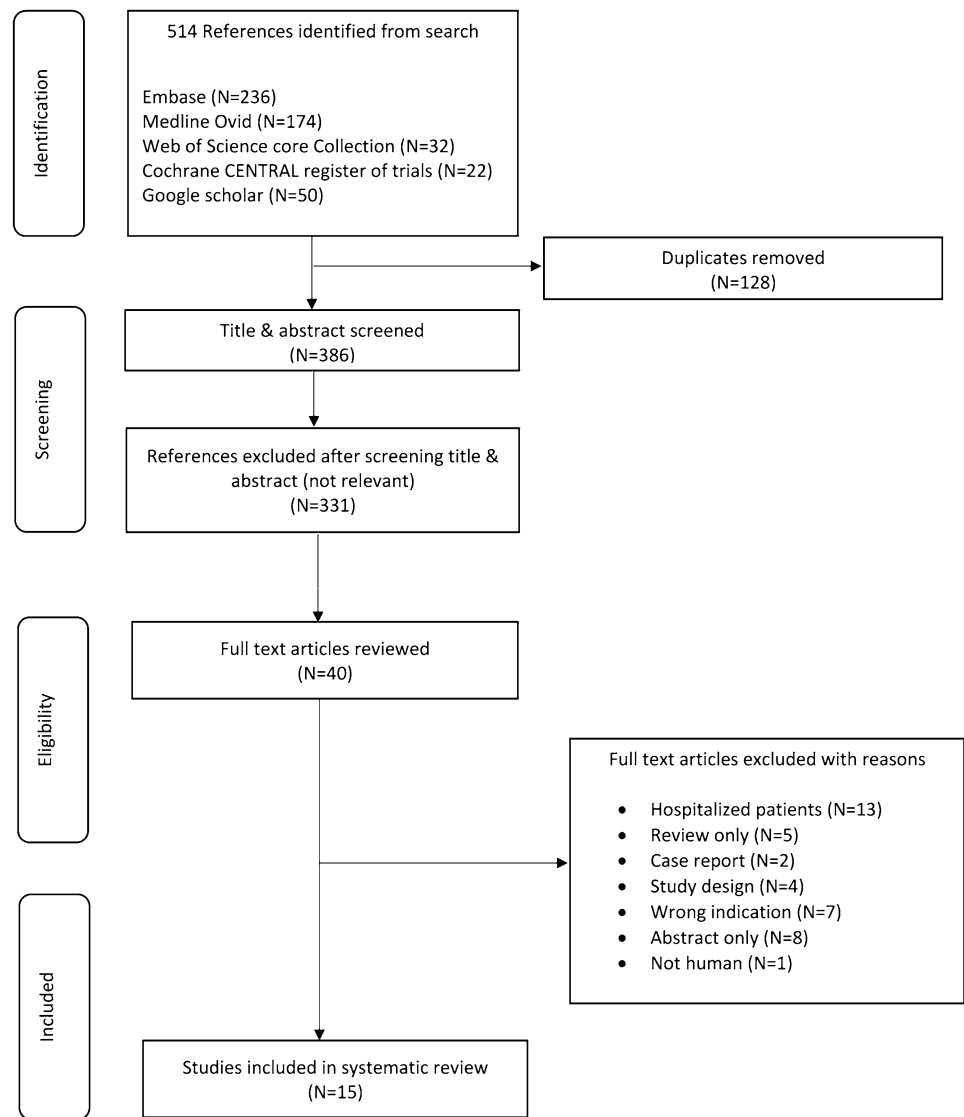 Identification
514 References identified from search
Embase (N=236)
Medline Ovid (N=174)
Web of Science core Collection (N=32)
Cochrane CENTRAL register of trials (N=22)
Google scholar (N=50)
Duplicates removed
(N=128)
Screening
Title & abstract screened
(N=386)
References excluded after screening title &
abstract (not relevant)
(N=331)
Eligibility
Full text articles reviewed
(N=40)
Full text articles excluded with reasons
• Hospitalized patients (N=13)
• Review only (N=5)
• Case report (N=2)
• Study design (N=4)
• Wrong indication (N=7)
• Abstract only (N=8)
• Not human (N=1)
Included
Studies included in systematic review
(N=15)